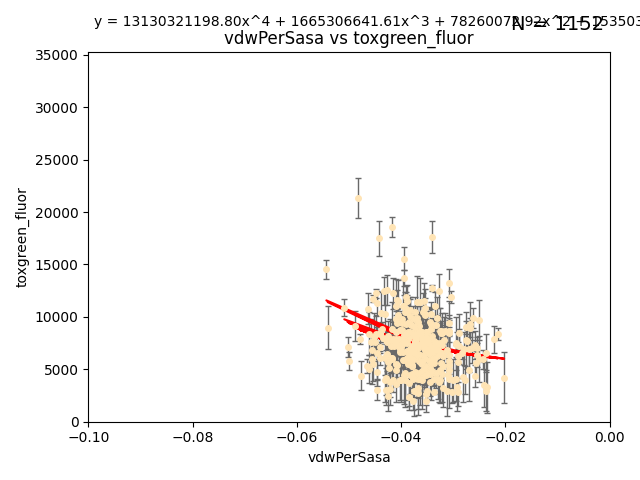 y = 13130321198.80x^4 + 1665306641.61x^3 +
N = 1152
vdwPerSasa vs toxgreen_fluor
35000
30000
25000
20000
15000
10000
5000
0
toxgreen_fluor
−0.10 −0.08 −0.06 −0.04 −0.02 0.00
vdwPerSasa